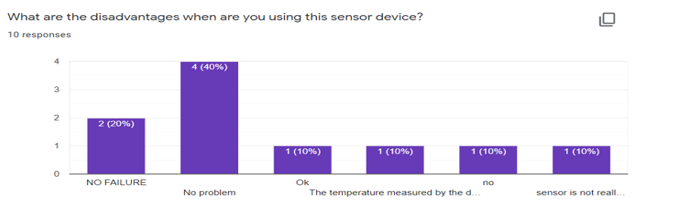 What are the disadvantages when are you using this sensor device?
10 responses
4
3
2
1
0
2 (20%)
4 (40%)
1 (10%)
1 (10%)
1 (10%)
1 (10%)
NO FAILURE
No problem
Ok
The temperature measured by the d...
no
sensor is not reall...